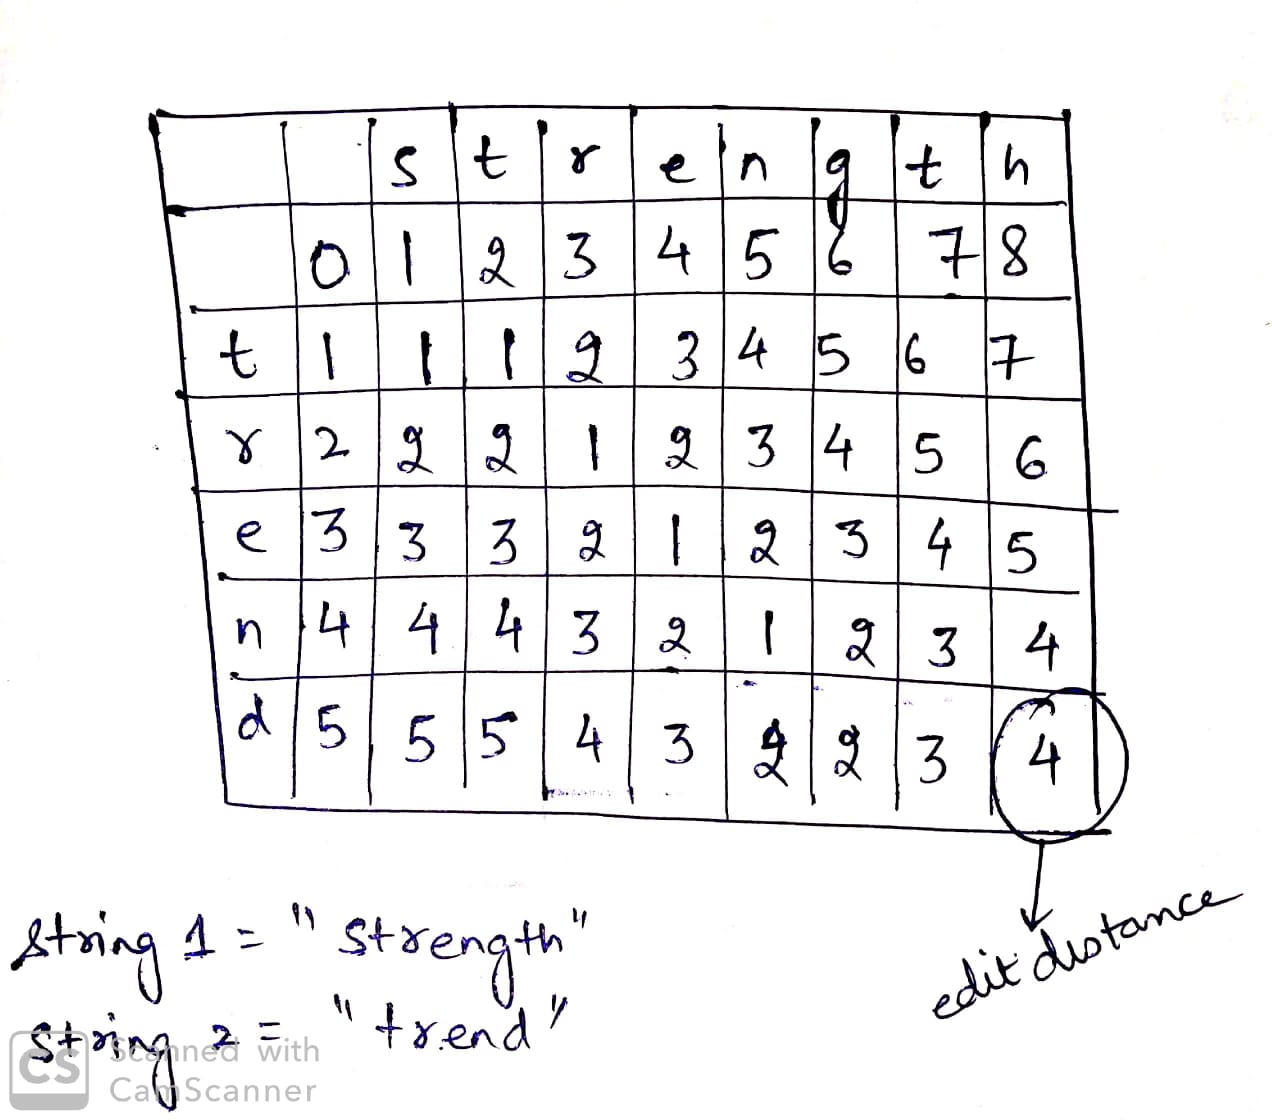 s t r e n g t h
0 1 2 3 4 5 6 7 8
t 1 1 1 2 3 4 5 6 7
r 2 2 2 1 2 3 4 5 6
e 3 3 3 2 1 2 3 4 5
n 4 4 4 3 2 1 2 3 4
d 5 5 5 4 3 2 2 3 4
edit distance
string 1 = "strength"
string 2 = "trend"
CS Scanned with
CamScanner